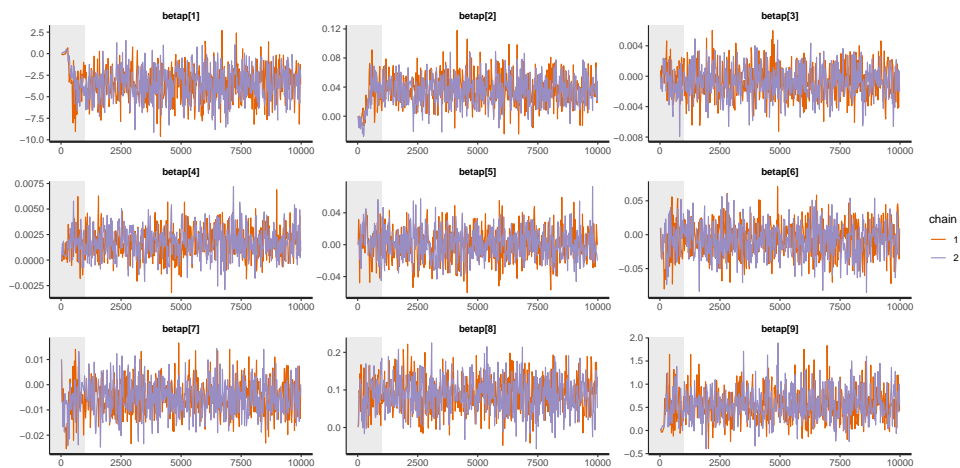 betap[1] betap[2] betap[3]
2.5 0.12
0.004
0.0 0.08
−2.5 0.000
0.04
−5.0
−0.004
−7.5 0.00
−10.0 −0.008
0 2500 5000 7500 10000 0 2500 5000 7500 10000 0 2500 5000 7500 10000
betap[4] betap[5] betap[6]
0.0075
0.05
0.0050 0.04
0.0025 0.00 0.00
0.0000
−0.04 −0.05
−0.0025
0 2500 5000 7500 10000 0 2500 5000 7500 10000 0 2500 5000 7500 10000
chain
1
2
betap[7] betap[8] betap[9]
2.0
0.01 0.2 1.5
0.00 1.0
0.1
−0.01 0.5
0.0 0.0
−0.02
−0.5
0 2500 5000 7500 10000 0 2500 5000 7500 10000 0 2500 5000 7500 10000